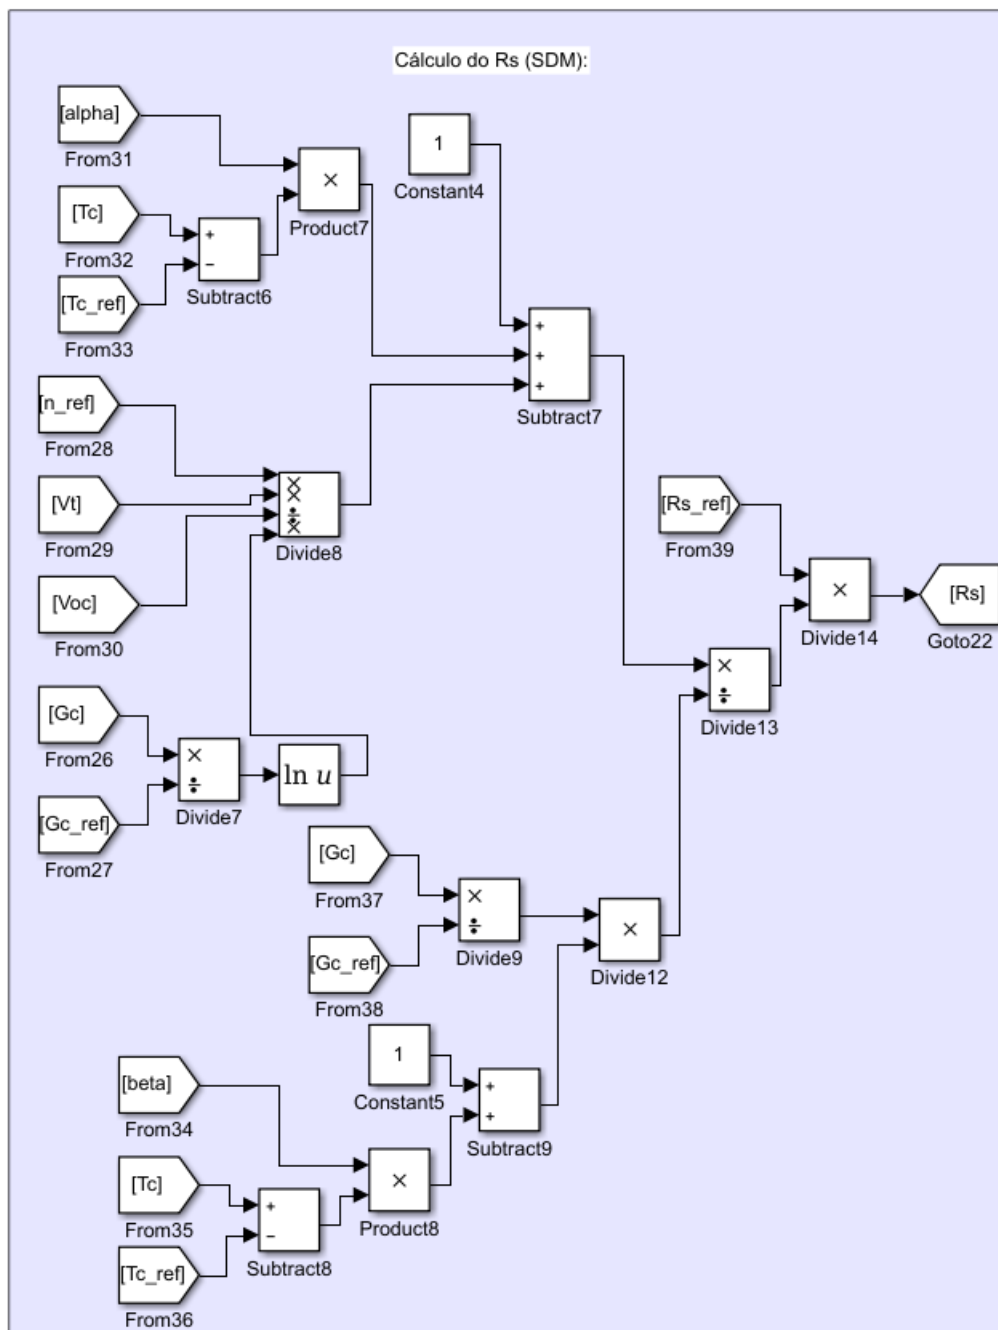 Cálculo do Rs (SDM):
[alpha]
From31
1
Constant4
×
Product7
[Tc]
From32
+
−
Subtract6
[Tc_ref]
From33
+
+
+
Subtract7
[n_ref]
From28
×
×
÷
×
Divide8
[Vt]
From29
[Voc]
From30
[Rs_ref]
From39
×
Divide14
[Rs]
Goto22
×
÷
Divide13
[Gc]
From26
×
÷
Divide7
ln u
[Gc_ref]
From27
[Gc]
From37
×
÷
Divide9
[Gc_ref]
From38
×
Divide12
1
Constant5
+
+
Subtract9
[beta]
From34
×
Product8
[Tc]
From35
+
−
Subtract8
[Tc_ref]
From36